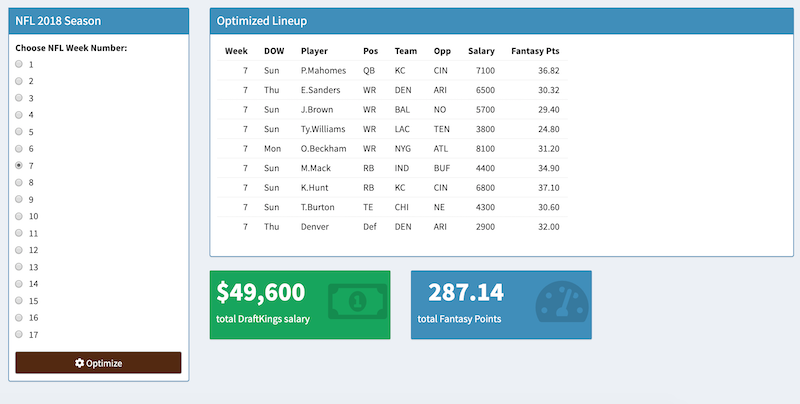 NFL 2018 Season
Choose NFL Week Number:
1
2
3
4
5
6
7
8
9
10
11
12
13
14
15
16
17
Optimize
Optimized Lineup
Week DOW Player Pos Team Opp Salary Fantasy Pts
7 Sun P.Mahomes QB KC CIN 7100 36.82
7 Thu E.Sanders WR DEN ARI 6500 30.32
7 Sun J.Brown WR BAL NO 5700 29.40
7 Sun Ty.Williams WR LAC TEN 3800 24.80
7 Mon O.Beckham WR NYG ATL 8100 31.20
7 Sun M.Mack RB IND BUF 4400 34.90
7 Sun K.Hunt RB KC CIN 6800 37.10
7 Sun T.Burton TE CHI NE 4300 30.60
7 Thu Denver Def DEN ARI 2900 32.00
$49,600
total DraftKings salary
1
287.14
total Fantasy Points